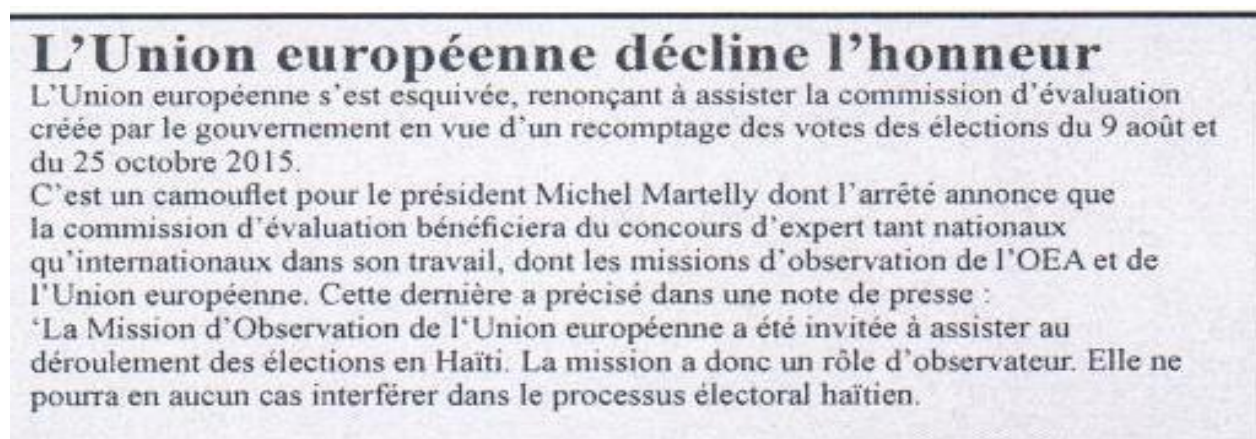 L'Union européenne décline l'honneur
L'Union européenne s'est esquivée, renonçant à assister la commission d'évaluation
créée par le gouvernement en vue d'un recomptage des votes des élections du 9 août et
du 25 octobre 2015.
C'est un camouflet pour le président Michel Martelly dont l'arrêté annonce que
la commission d'évaluation bénéficiera du concours d'expert tant nationaux
qu'internationaux dans son travail, dont les missions d'observation de l'OEA et de
l'Union européenne. Cette dernière a précisé dans une note de presse :
‘La Mission d'Observation de l‘Union européenne a été invitée à assister au
déroulement des élections en Haïti. La mission a donc un rôle d'observateur. Elle ne
pourra en aucun cas interférer dans le processus électoral haïtien.